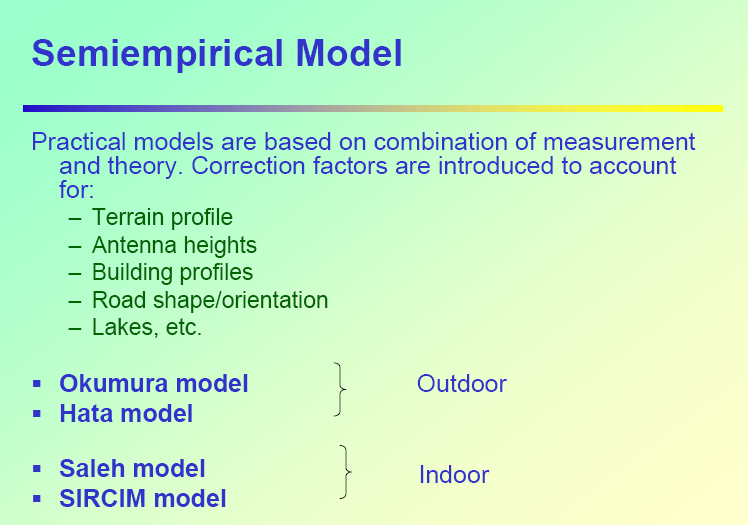 Semiempirical Model
Practical models are based on combination of measurement
and theory. Correction factors are introduced to account
for:
– Terrain profile
– Antenna heights
– Building profiles
– Road shape/orientation
– Lakes, etc.
▪ Okumura model
Outdoor
▪ Hata model
▪ Saleh model
Indoor
▪ SIRCIM model